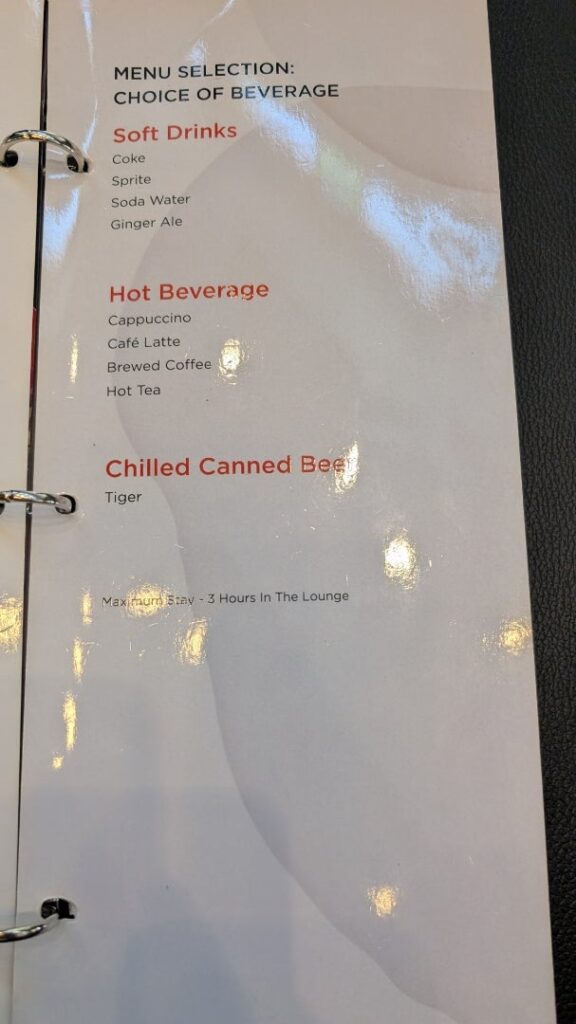 MENU SELECTION:
CHOICE OF BEVERAGE
Soft Drinks
Coke
Sprite
Soda Water
Ginger Ale
Hot Beverage
Cappuccino
Café Latte
Brewed Coffee
Hot Tea
Chilled Canned Beer
Tiger
Maximum Stay - 3 Hours In The Lounge